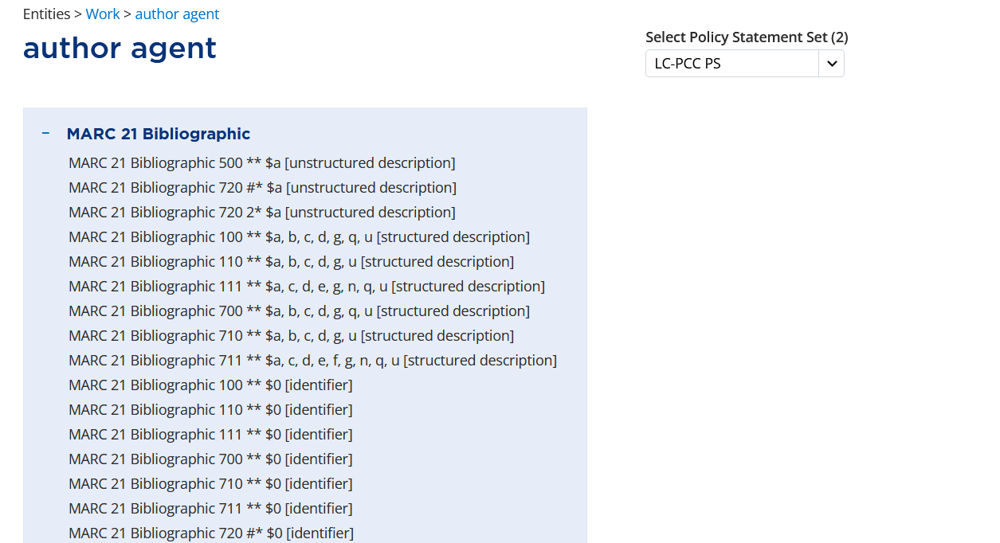 Entities > Work > author agent
author agent
Select Policy Statement Set (2)
LC-PCC PS
− MARC 21 Bibliographic
MARC 21 Bibliographic 500 ** $a [unstructured description]
MARC 21 Bibliographic 720 #* $a [unstructured description]
MARC 21 Bibliographic 720 2* $a [unstructured description]
MARC 21 Bibliographic 100 ** $a, b, c, d, g, q, u [structured description]
MARC 21 Bibliographic 110 ** $a, b, c, d, g, u [structured description]
MARC 21 Bibliographic 111 ** $a, c, d, e, g, n, q, u [structured description]
MARC 21 Bibliographic 700 ** $a, b, c, d, g, q, u [structured description]
MARC 21 Bibliographic 710 ** $a, b, c, d, g, u [structured description]
MARC 21 Bibliographic 711 ** $a, c, d, e, f, g, n, q, u [structured description]
MARC 21 Bibliographic 100 ** $0 [identifier]
MARC 21 Bibliographic 110 ** $0 [identifier]
MARC 21 Bibliographic 111 ** $0 [identifier]
MARC 21 Bibliographic 700 ** $0 [identifier]
MARC 21 Bibliographic 710 ** $0 [identifier]
MARC 21 Bibliographic 711 ** $0 [identifier]
MARC 21 Bibliographic 720 #* $0 [identifier]